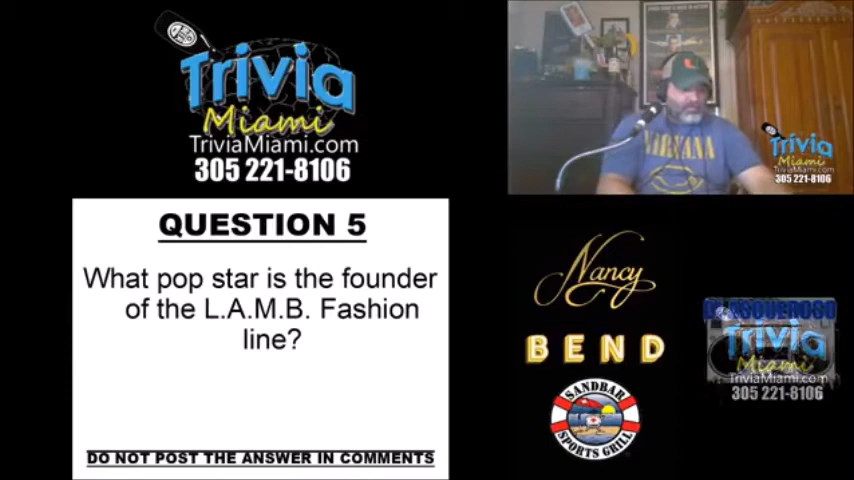 Trivia
Miami
TriviaMiami.com
305 221-8106
QUESTION 5
What pop star is the founder
of the L.A.M.B. Fashion
line?
DO NOT POST THE ANSWER IN COMMENTS
NIRVANA
Trivia
Miami
TriviaMiami.com
305 221-8106
Nancy
BEND
SANDBAR
SPORTS GRILL
DJ ASQUEROSO
Trivia
Miami
TriviaMiami.com
305 221-8106